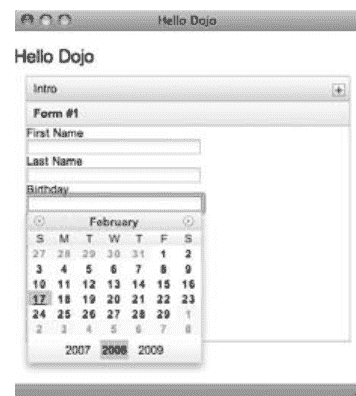 Hello Dojo
Hello Dojo
Intro
Form #1
First Name
Last Name
Birthday
February
S M T W T F S
27 28 29 30 31 1 2
3 4 5 6 7 8 9
10 11 12 13 14 15 16
17 18 19 20 21 22 23
24 25 26 27 28 29 1
2 3 4 5 6 7 8
2007 2008 2009